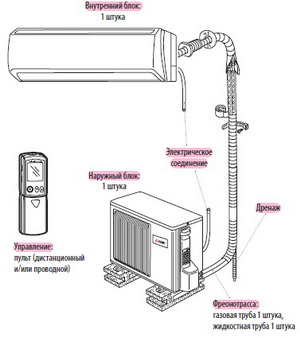 Внутренний блок:
1 штука
Электрическое
соединение
Наружный блок:
1 штука
Дренаж
Управление:
пульт (дистанционный
и/или проводной)
Фреонотрасса:
газовая труба 1 штука,
жидкостная труба 1 штука